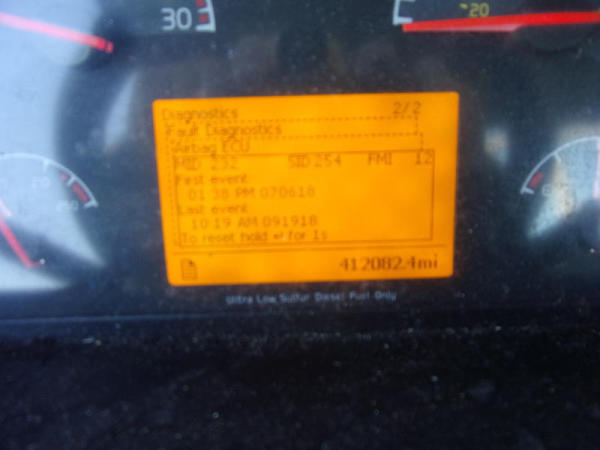 30
20
Diagnostics 2/2
Fault Diagnostics
Airbag ECU
MID 232 SID 254 FMI 12
First event
01 38 PM 070618
Last event
10 19 AM 091918
To reset hold ↵ for 1s
412082.4mi
Ultra Low Sulfur Diesel Fuel Only